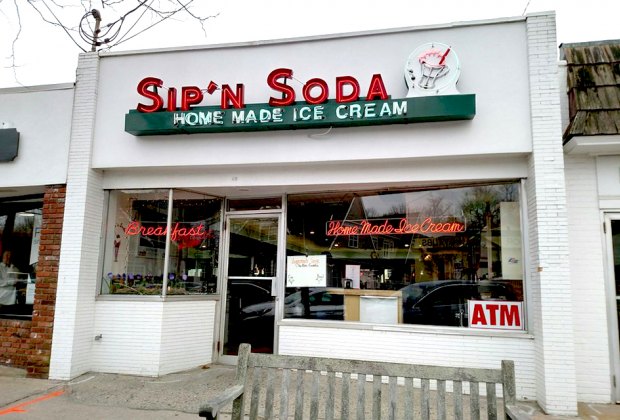 SIP'N SODA
HOME MADE ICE CREAM
Breakfast
Home Made Ice Cream
ATM